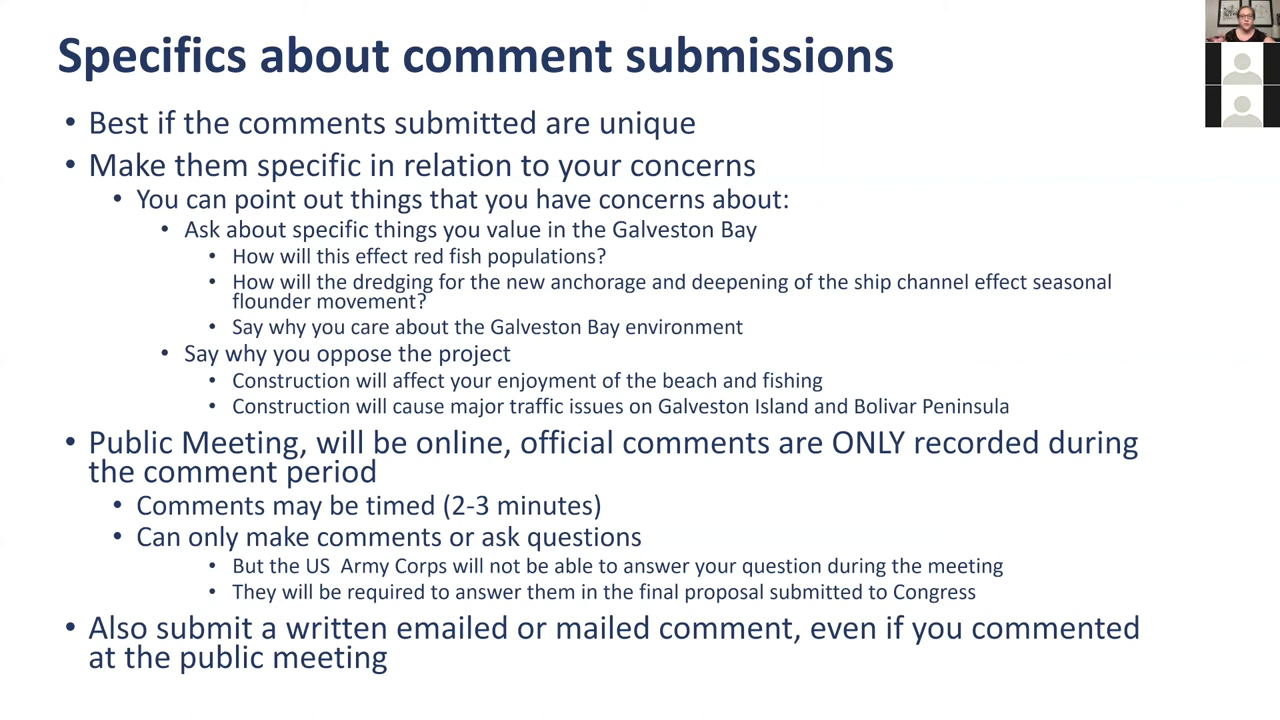 Specifics about comment submissions
• Best if the comments submitted are unique
• Make them specific in relation to your concerns
• You can point out things that you have concerns about:
• Ask about specific things you value in the Galveston Bay
• How will this effect red fish populations?
• How will the dredging for the new anchorage and deepening of the ship channel effect seasonal
flounder movement?
• Say why you care about the Galveston Bay environment
• Say why you oppose the project
• Construction will affect your enjoyment of the beach and fishing
• Construction will cause major traffic issues on Galveston Island and Bolivar Peninsula
• Public Meeting, will be online, official comments are ONLY recorded during
the comment period
• Comments may be timed (2-3 minutes)
• Can only make comments or ask questions
• But the US  Army Corps will not be able to answer your question during the meeting
• They will be required to answer them in the final proposal submitted to Congress
• Also submit a written emailed or mailed comment, even if you commented
at the public meeting